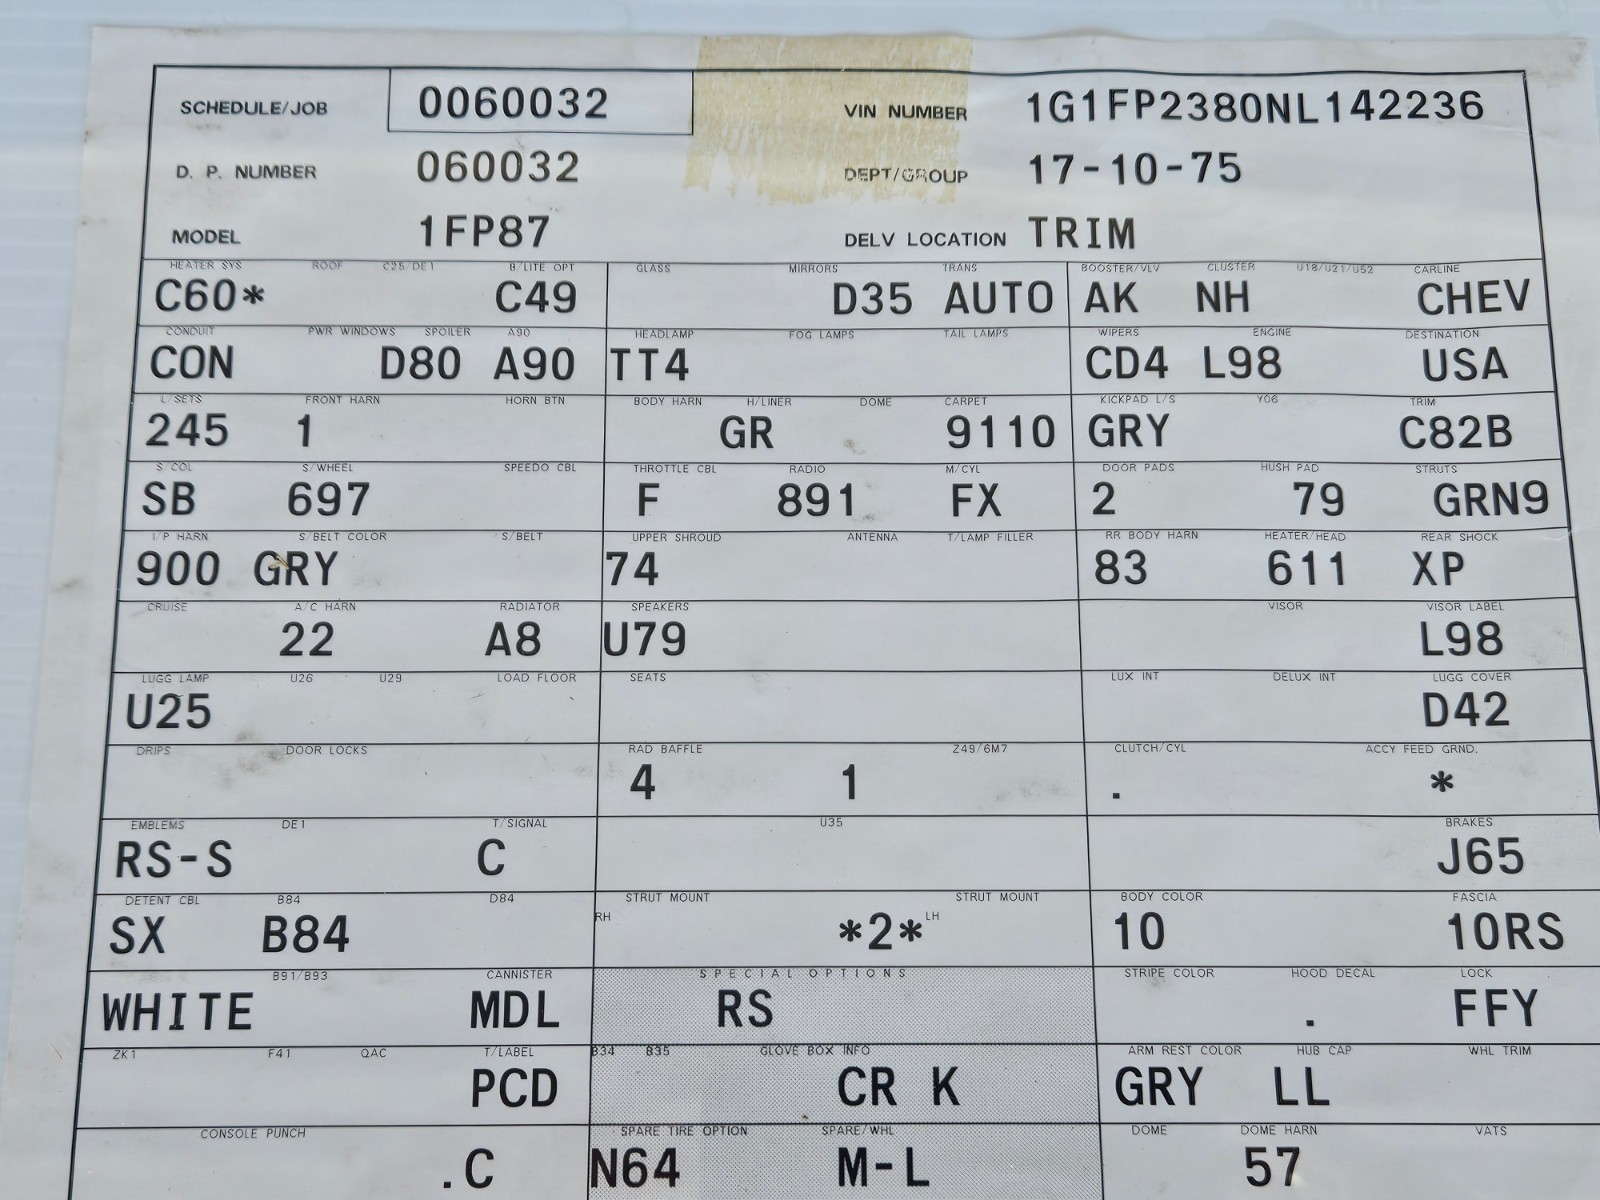 SCHEDULE/JOB 0060032 VIN NUMBER 1G1FP2380NL142236
D. P. NUMBER 060032 DEPT/GROUP 17-10-75
MODEL 1FP87 DELV LOCATION TRIM
HEATER SYS ROOF C25/DE1 B/LITE OPT GLASS MIRRORS TRANS BOOSTER/VLV CLUSTER U18/U21/U52 CARLINE
C60* C49 D35 AUTO AK NH CHEV
CONDUIT PWR WINDOWS SPOILER A90 HEADLAMP FOG LAMPS TAIL LAMPS WIPERS ENGINE DESTINATION
CON D80 A90 TT4 CD4 L98 USA
L/SETS FRONT HARN HORN BTN BODY HARN H/LINER DOME CARPET KICKPAD L/S Y06 TRIM
245 1 GR 9110 GRY C82B
S/COL S/WHEEL SPEEDO CBL THROTTLE CBL RADIO M/CYL DOOR PADS HUSH PAD STRUTS
SB 697 F 891 FX 2 79 GRN9
I/P HARN S/BELT COLOR S/BELT UPPER SHROUD ANTENNA T/LAMP FILLER RR BODY HARN HEATER/HEAD REAR SHOCK
900 GRY 74 83 611 XP
CRUISE A/C HARN RADIATOR SPEAKERS VISOR VISOR LABEL
22 A8 U79 L98
LUGG LAMP U26 U29 LOAD FLOOR SEATS LUX INT DELUX INT LUGG COVER
U25 D42
DRIPS DOOR LOCKS RAD BAFFLE Z49/6M7 CLUTCH/CYL ACCY FEED GRND.
4 1 . *
EMBLEMS DE1 T/SIGNAL U35 BRAKES
RS-S C J65
DETENT CBL B84 D84 STRUT MOUNT STRUT MOUNT BODY COLOR FASCIA
SX B84 RH *2* LH 10 10RS
B91/B93 CANNISTER SPECIAL OPTIONS STRIPE COLOR HOOD DECAL LOCK
WHITE MDL RS . FFY
ZK1 F41 QAC T/LABEL B34 B35 GLOVE BOX INFO ARM REST COLOR HUB CAP WHL TRIM
PCD CR K GRY LL
CONSOLE PUNCH SPARE TIRE OPTION SPARE/WHL DOME DOME HARN VATS
.C N64 M-L 57